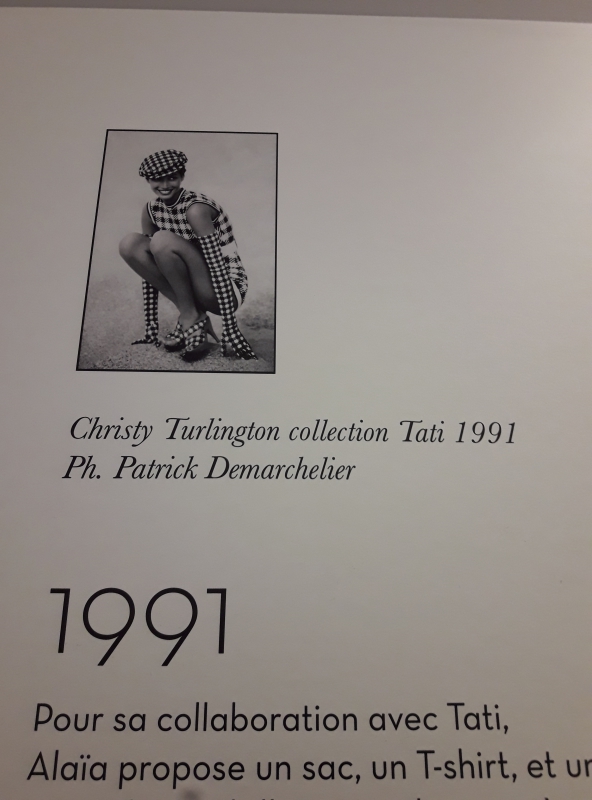 Christy Turlington collection Tati 1991
Ph. Patrick Demarchelier
1991
Pour sa collaboration avec Tati,
Alaïa propose un sac, un T-shirt, et